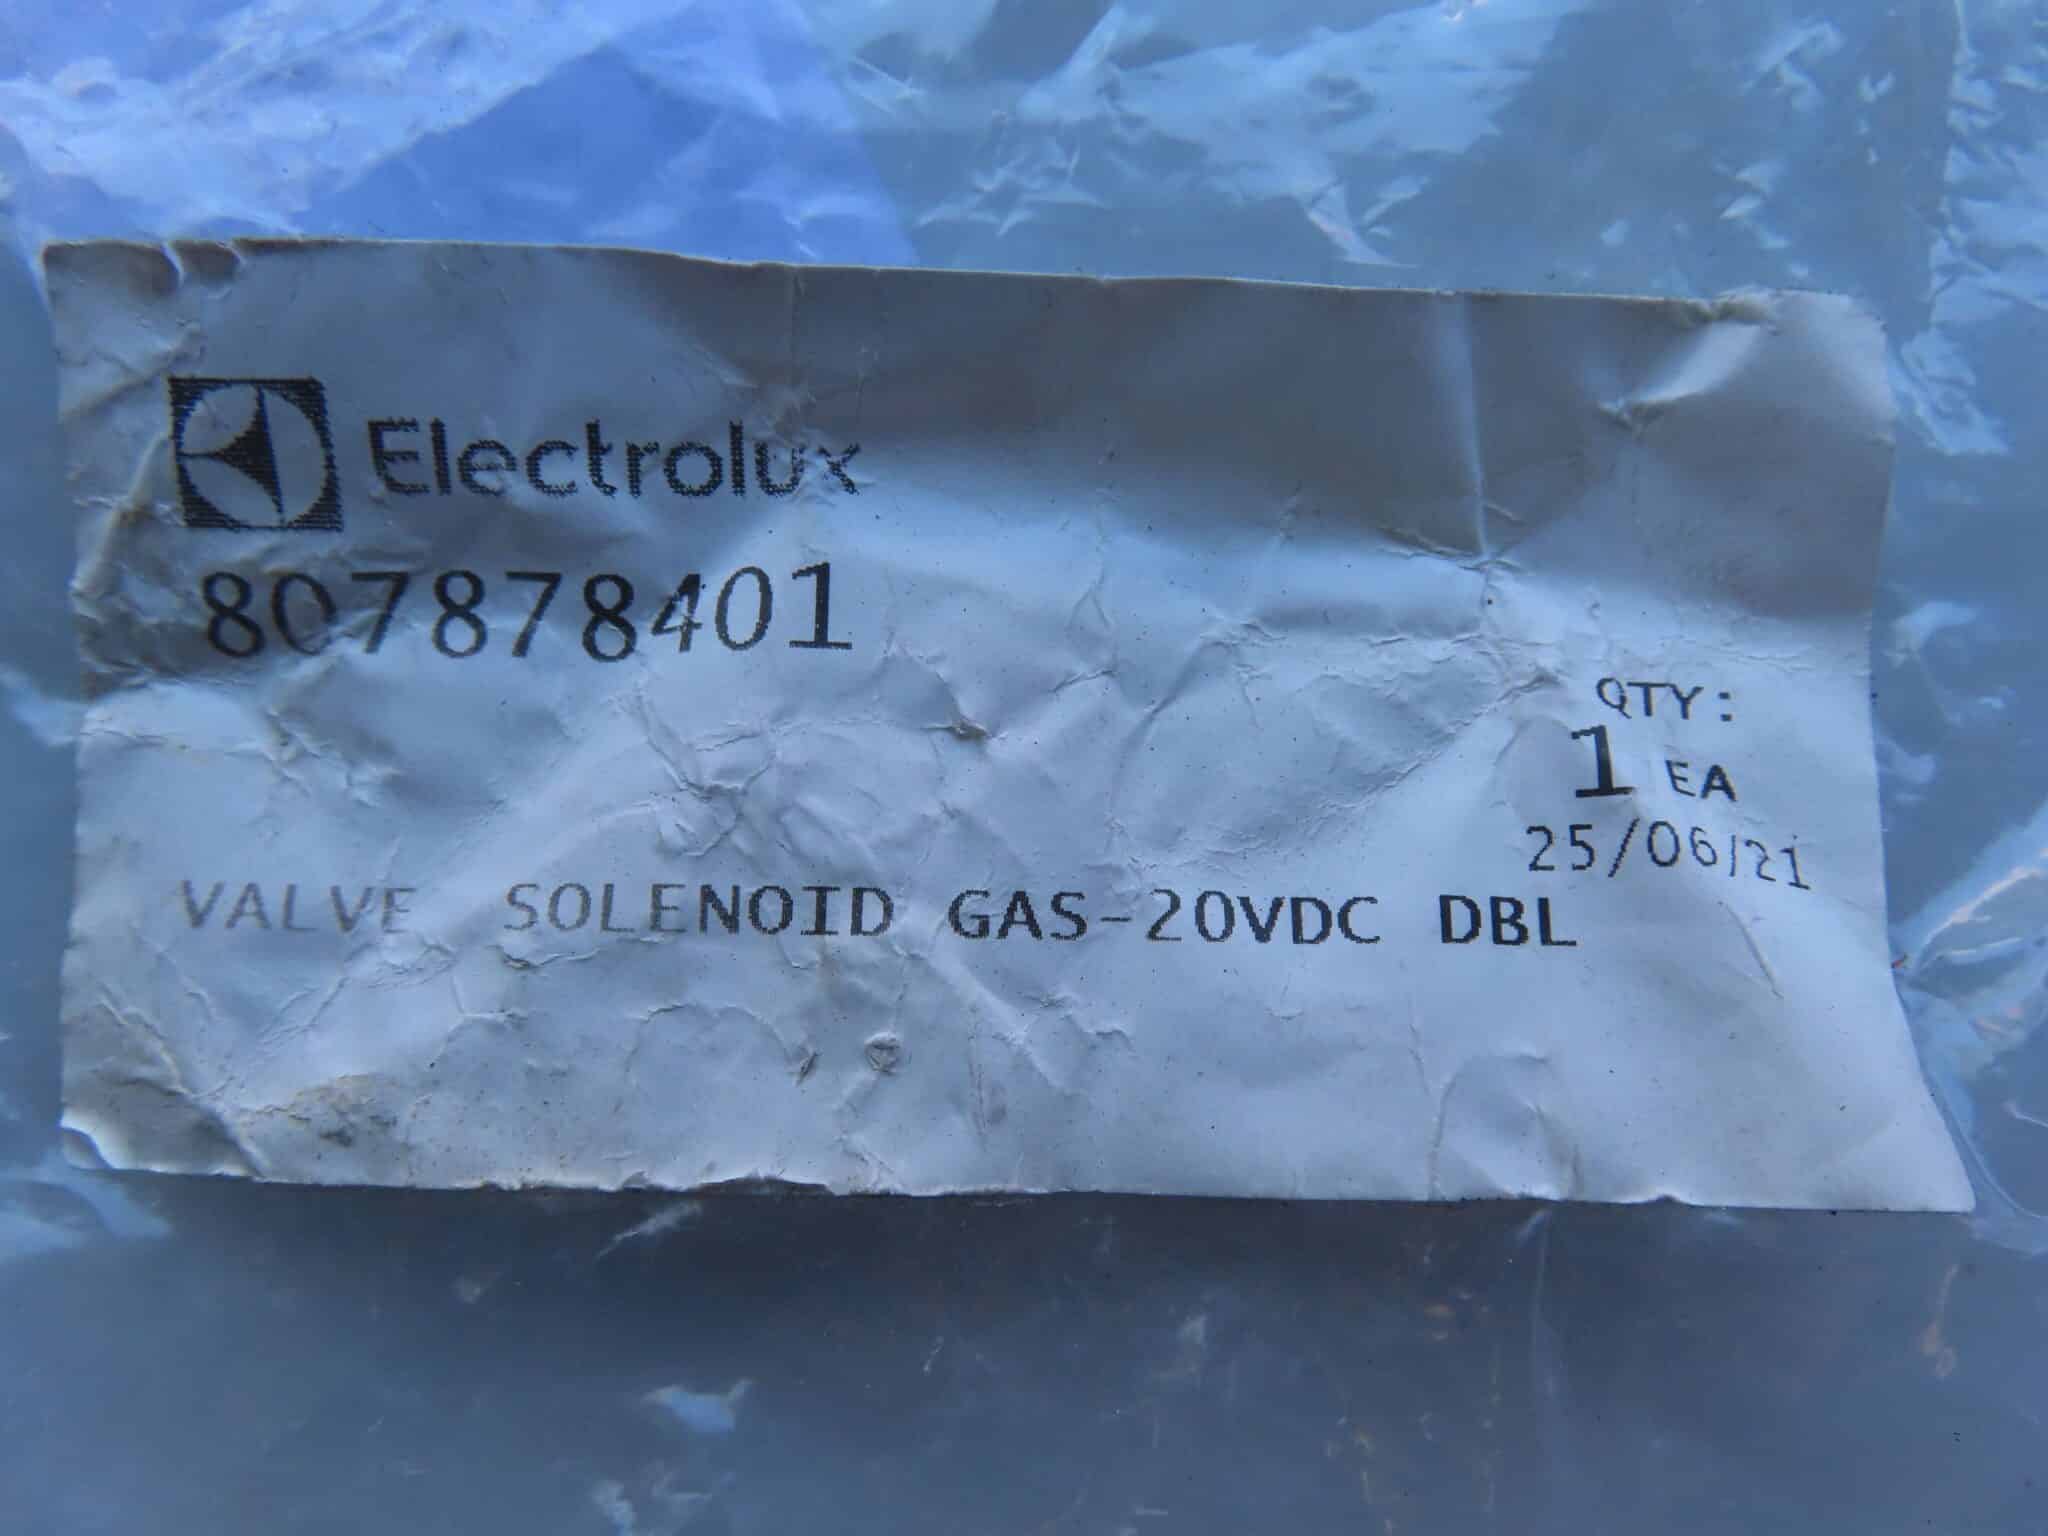 Electrolux
807878401
QTY:
1 EA
25/06/21
VALVE SOLENOID GAS-20VDC DBL